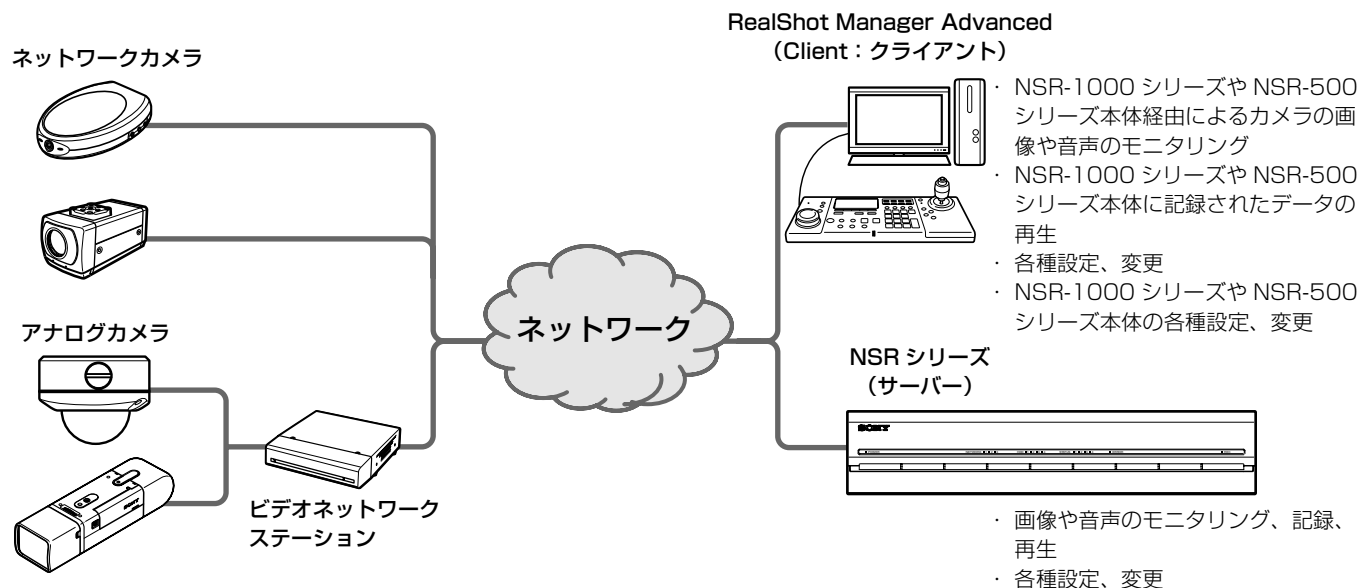 RealShot Manager Advanced
（Client：クライアント）
ネットワークカメラ
· NSR-1000 シリーズや NSR-500
シリーズ本体経由によるカメラの画
像や音声のモニタリング
· NSR-1000 シリーズや NSR-500
シリーズ本体に記録されたデータの
再生
· 各種設定、変更
· NSR-1000 シリーズや NSR-500
シリーズ本体の各種設定、変更
アナログカメラ
ネットワーク
NSR シリーズ
（サーバー）
SONY
ビデオネットワーク
ステーション
· 画像や音声のモニタリング、記録、
再生
· 各種設定、変更